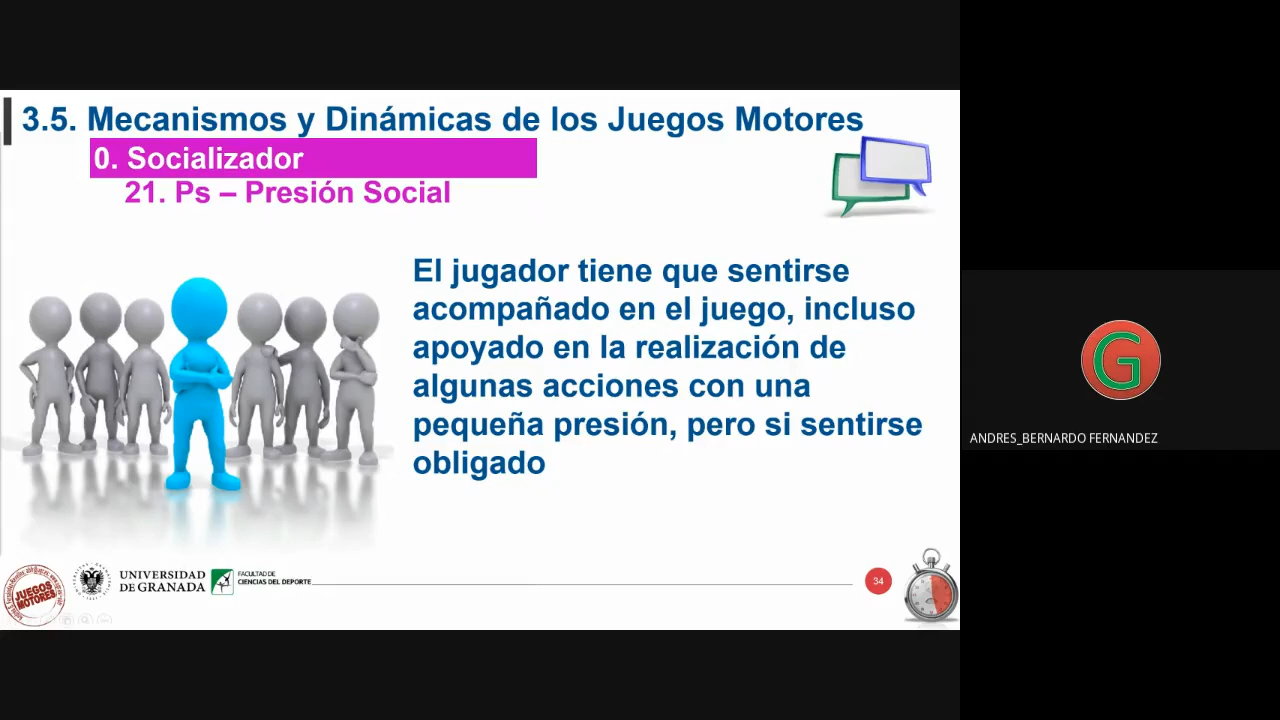 3.5. Mecanismos y Dinámicas de los Juegos Motores
0. Socializador
21. Ps – Presión Social
El jugador tiene que sentirse
acompañado en el juego, incluso
apoyado en la realización de
algunas acciones con una
pequeña presión, pero si sentirse
obligado
JUEGOS
MOTORES
UNIVERSIDAD
DE GRANADA
FACULTAD DE
CIENCIAS DEL DEPORTE
34
G
ANDRES_BERNARDO FERNANDEZ